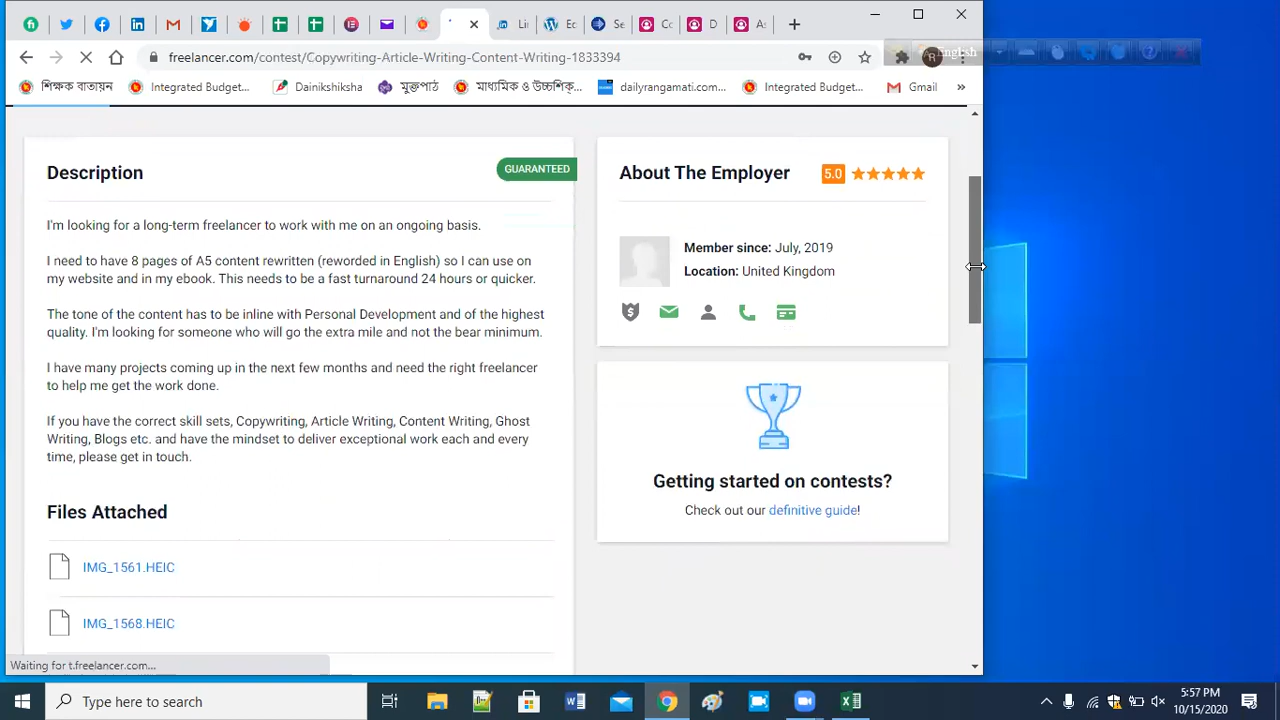 Lin
Ec
Se
Cc
D
A:
freelancer.com/contest/Copywriting-Article-Writing-Content-Writing-1833394
English
শিক্ষক বাতায়ন
Integrated Budget...
Dainikshiksha
মুক্তপাঠ
মাধ্যমিক ও উচ্চশিক্...
dailyrangamati.com...
Integrated Budget...
Gmail
»
Description
GUARANTEED
I'm looking for a long-term freelancer to work with me on an ongoing basis.
I need to have 8 pages of A5 content rewritten (reworded in English) so I can use on
my website and in my ebook. This needs to be a fast turnaround 24 hours or quicker.
The tone of the content has to be inline with Personal Development and of the highest
quality. I'm looking for someone who will go the extra mile and not the bear minimum.
I have many projects coming up in the next few months and need the right freelancer
to help me get the work done.
If you have the correct skill sets, Copywriting, Article Writing, Content Writing, Ghost
Writing, Blogs etc. and have the mindset to deliver exceptional work each and every
time, please get in touch.
Files Attached
IMG_1561.HEIC
IMG_1568.HEIC
About The Employer
5.0
Member since: July, 2019
Location: United Kingdom
Getting started on contests?
Check out our definitive guide!
Waiting for t.freelancer.com...
Type here to search
5:57 PM
10/15/2020